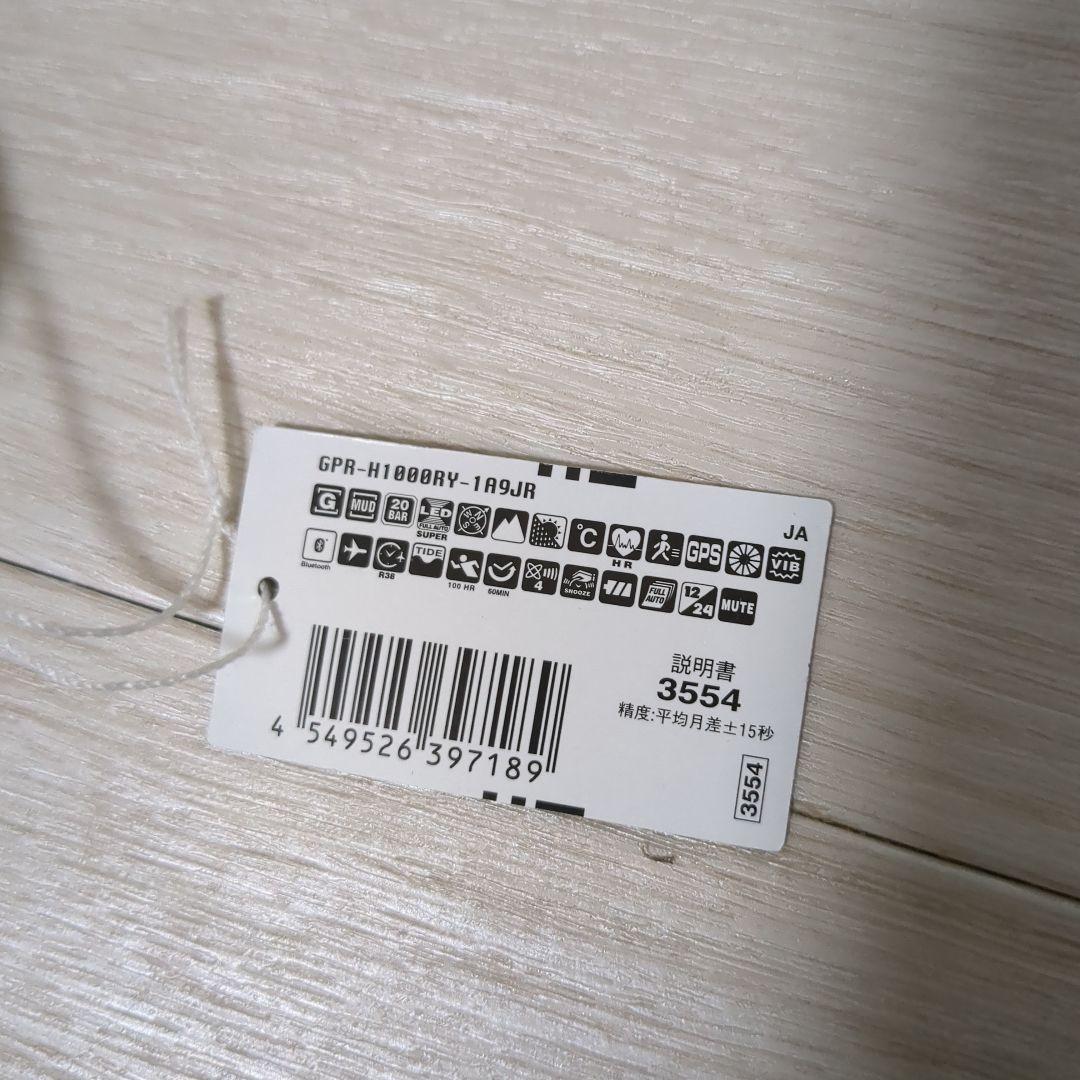 GPR-H1000RY-1A9JR
JA
G MUD 20 BAR LED FULL AUTO SUPER N E S W °C HR GPS VIB
Bluetooth R38 TIDE 100 HR 60MIN 4 SNOOZE FULL AUTO 12/24 MUTE
説明書
3554
精度:平均月差±15秒
4 549526 397189
3554